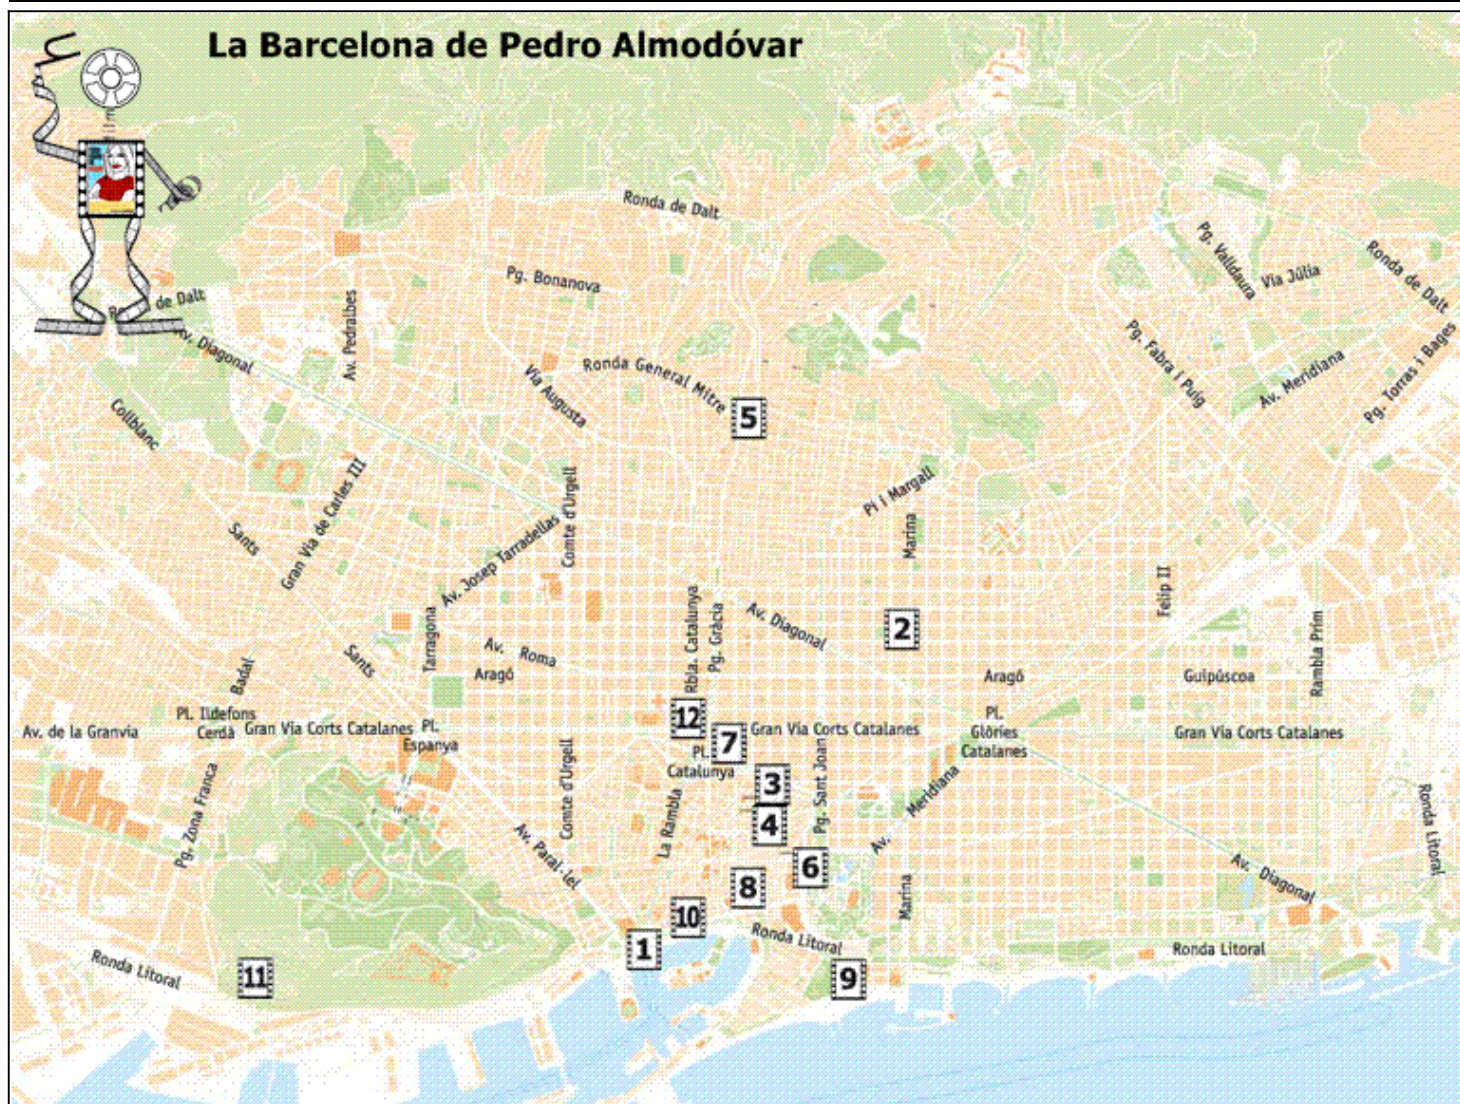 La Barcelona de Pedro Almodóvar
film
Ronda de Dalt
Pg. Valldaura
Via Júlia
Ronda de Dalt
Pg. Bonanova
de Dalt
Av. Diagonal
Av. Pedralbes
Ronda General Mitre
Via Augusta
Pg. Fabra i Puig
Av. Meridiana
Pg. Torras i Bages
Collblanc
5
Gran Via de Carles III
Sants
Comte d'Urgell
Av. Josep Tarradellas
Pi i Margall
Marina
Felip II
Rbla. Catalunya
Pg. Gràcia
Av. Diagonal
2
Tarragona
Av. Roma
Aragó
Sants
Badal
Aragó
Guipúscoa
Rambla Prim
Pl. Ildefons
Cerdà
Av. de la Granvia
Gran Via Corts Catalanes
Pl.
Espanya
12
7
Gran Via Corts Catalanes
Pl.
Glòries
Catalanes
Gran Via Corts Catalanes
Pl.
Catalunya
3
Pg. Sant Joan
Av. Meridiana
Pg. Zona Franca
Comte d'Urgell
La Rambla
4
Av. Paral·lel
6
8
Marina
Av. Diagonal
Ronda Litoral
10
1
Ronda Litoral
Ronda Litoral
Ronda Litoral
11
9